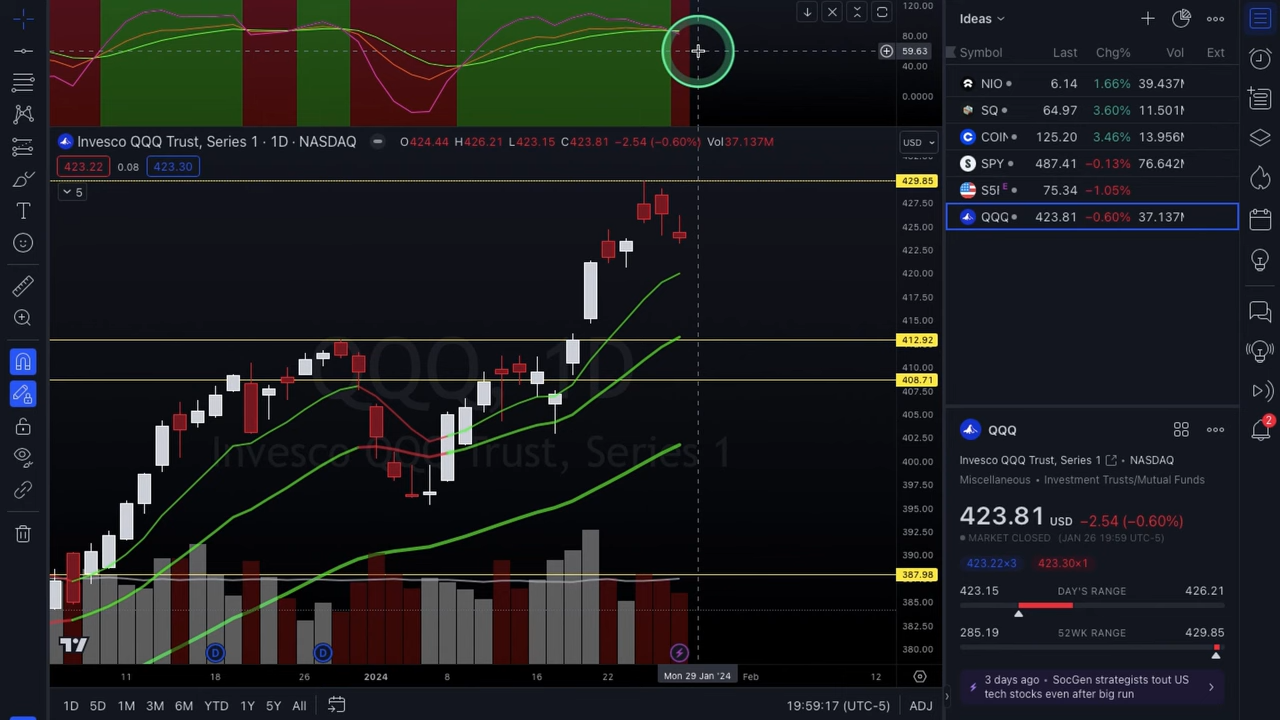 120.00
80.00
59.63
40.00
0.0000
Invesco QQQ Trust, Series 1 · 1D · NASDAQ
O424.44 H426.21 L423.15 C423.81 −2.54 (−0.60%) Vol37.137M
USD
423.22 0.08 423.30
5
429.85
427.50
425.00
422.50
420.00
417.50
415.00
412.92
410.00
408.71
407.50
405.00
402.50
400.00
397.50
395.00
392.50
390.00
387.98
385.00
382.50
380.00
QQQ, 1D
Invesco QQQ Trust, Series 1
D D
11 18 26 2024 8 16 22 Mon 29 Jan '24 Feb 12
1D 5D 1M 3M 6M YTD 1Y 5Y All 19:59:17 (UTC-5) ADJ
Ideas
Symbol Last Chg% Vol Ext
NIO 6.14 1.66% 39.437M
SQ 64.97 3.60% 11.501M
COIN 125.20 3.46% 13.956M
SPY 487.41 −0.13% 76.642M
S5I E 75.34 −1.05%
QQQ 423.81 −0.60% 37.137M
QQQ
Invesco QQQ Trust, Series 1 • NASDAQ
Miscellaneous • Investment Trusts/Mutual Funds
423.81 USD −2.54 (−0.60%)
MARKET CLOSED (JAN 26 19:59 UTC-5)
423.22×3 423.30×1
423.15 DAY'S RANGE 426.21
285.19 52WK RANGE 429.85
3 days ago • SocGen strategists tout US
tech stocks even after big run
2